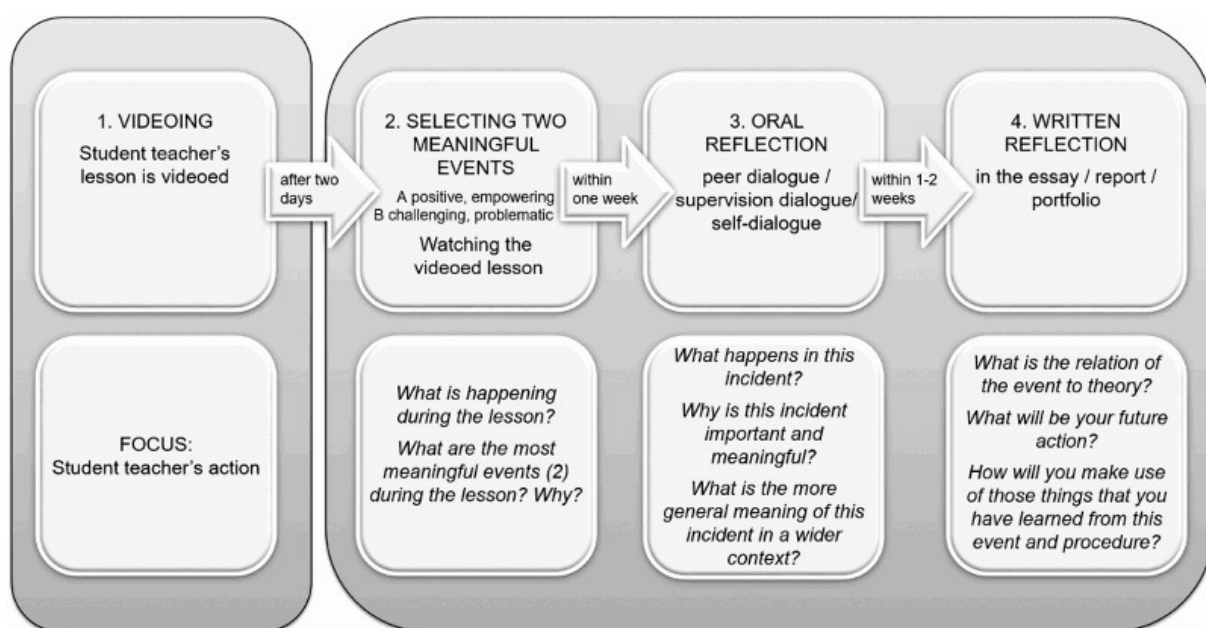 1. VIDEOING
Student teacher's
lesson is videoed
after two
days
2. SELECTING TWO
MEANINGFUL
EVENTS
A positive, empowering
B challenging, problematic
Watching the
videoed lesson
within
one week
3. ORAL
REFLECTION
peer dialogue /
supervision dialogue/
self-dialogue
within 1-2
weeks
4. WRITTEN
REFLECTION
in the essay / report /
portfolio
FOCUS:
Student teacher's action
What is happening
during the lesson?
What are the most
meaningful events (2)
during the lesson? Why?
What happens in this
incident?
Why is this incident
important and
meaningful?
What is the more
general meaning of this
incident in a wider
context?
What is the relation of
the event to theory?
What will be your future
action?
How will you make use
of those things that you
have learned from this
event and procedure?